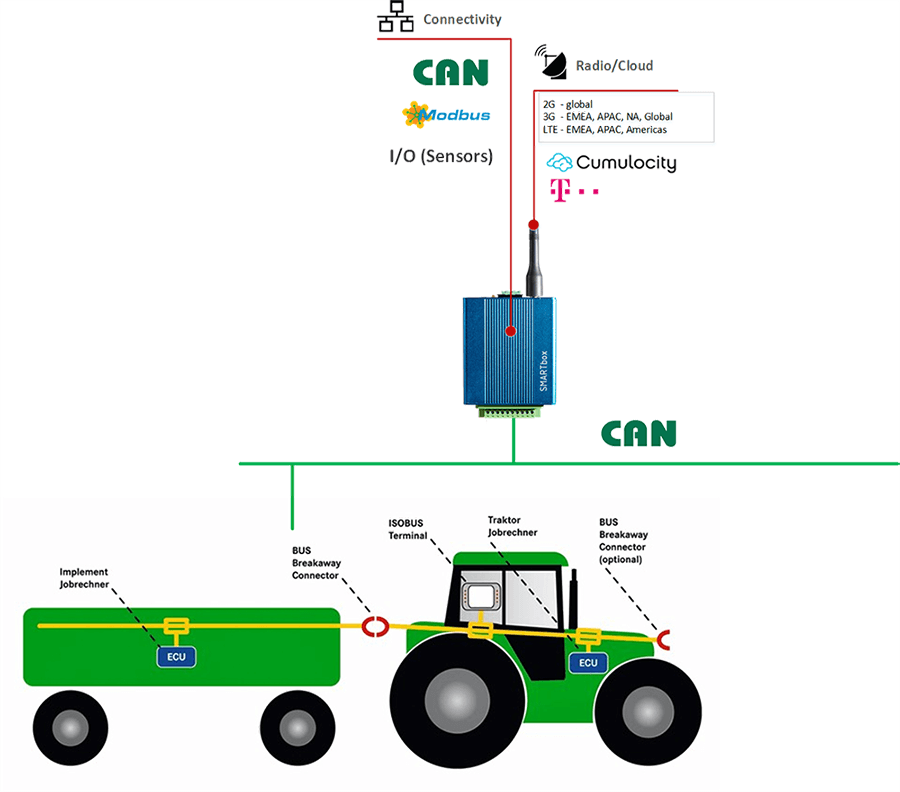 Connectivity
CAN
Modbus
I/O (Sensors)
Radio/Cloud
2G - global
3G - EMEA, APAC, NA, Global
LTE - EMEA, APAC, Americas
Cumulocity
T
SMARTbox
CAN
Implement
Jobrechner
BUS
Breakaway
Connector
ISOBUS
Terminal
Traktor
Jobrechner
BUS
Breakaway
Connector
(optional)
ECU
ECU